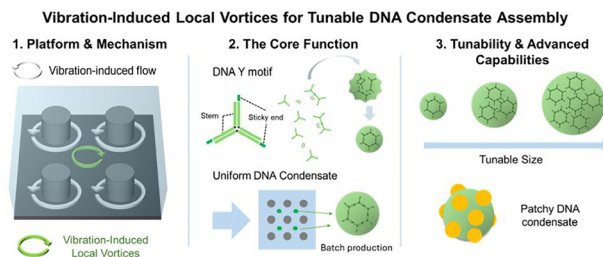 Vibration-Induced Local Vortices for Tunable DNA Condensate Assembly
1. Platform & Mechanism
Vibration-induced flow
Vibration-Induced
Local Vortices
2. The Core Function
DNA Y motif
Stem
Sticky end
Uniform DNA Condensate
Batch production
3. Tunability & Advanced
Capabilities
Tunable Size
Patchy DNA
condensate